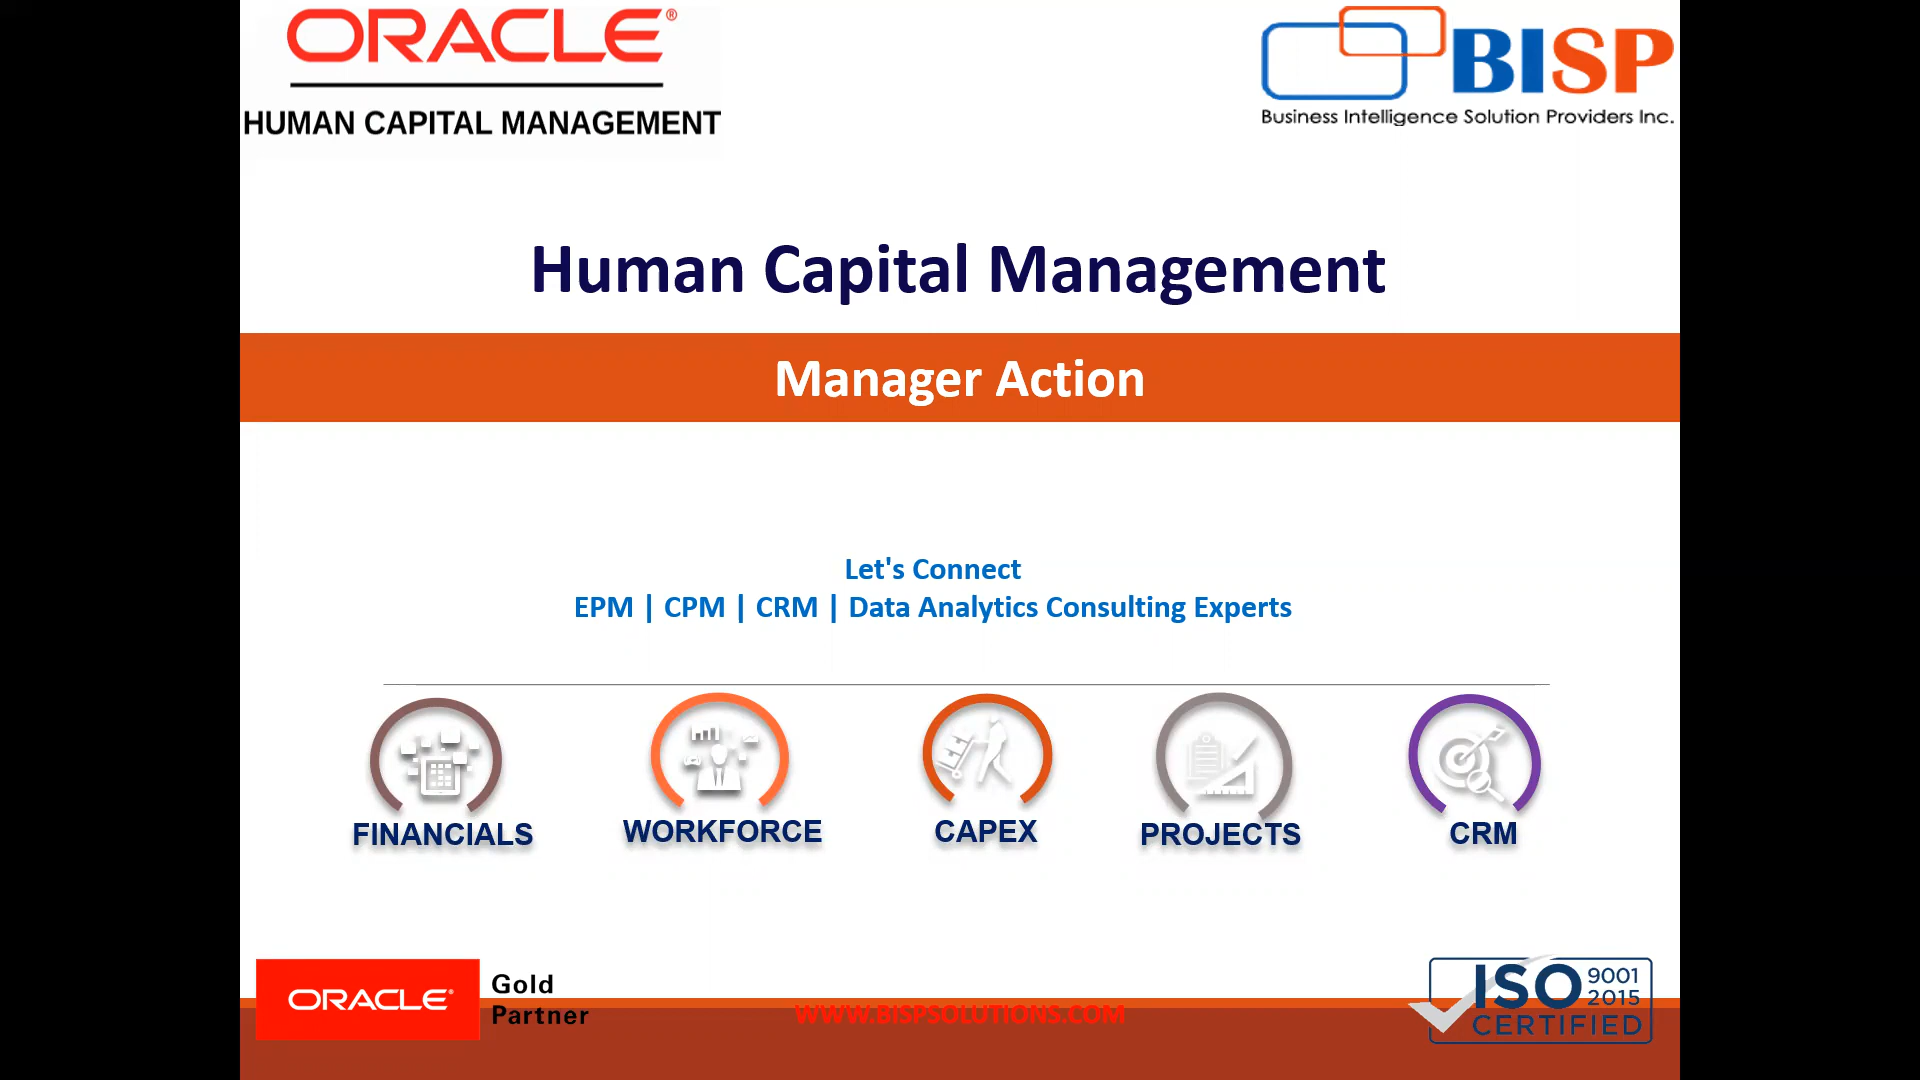 ORACLE®
HUMAN CAPITAL MANAGEMENT
BISP
Business Intelligence Solution Providers Inc.
Human Capital Management
Manager Action
Let's Connect
EPM | CPM | CRM | Data Analytics Consulting Experts
FINANCIALS
WORKFORCE
CAPEX
PROJECTS
CRM
ORACLE®
Gold
Partner
WWW.BISPSOLUTIONS.COM
ISO 9001
2015
CERTIFIED